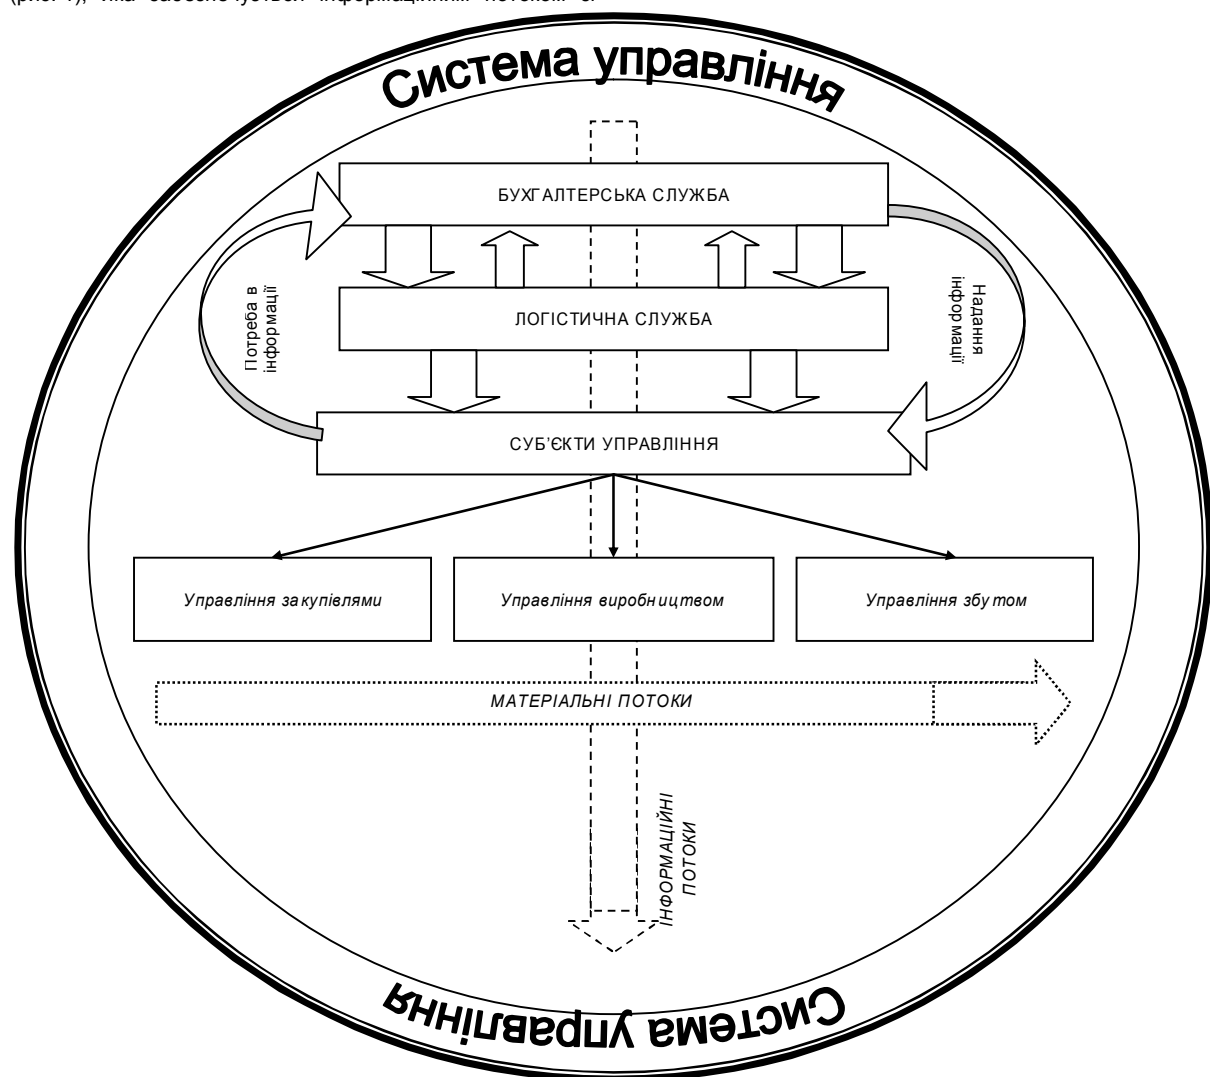 Система управління
БУХГАЛТЕРСЬКА СЛУЖБА
Потреба в
інформації
Надання
інформації
ЛОГІСТИЧНА СЛУЖБА
СУБ'ЄКТИ УПРАВЛІННЯ
Управління закупівлями
Управління виробництвом
Управління збутом
МАТЕРІАЛЬНІ ПОТОКИ
ІНФОРМАЦІЙНІ
ПОТОКИ
Система управління